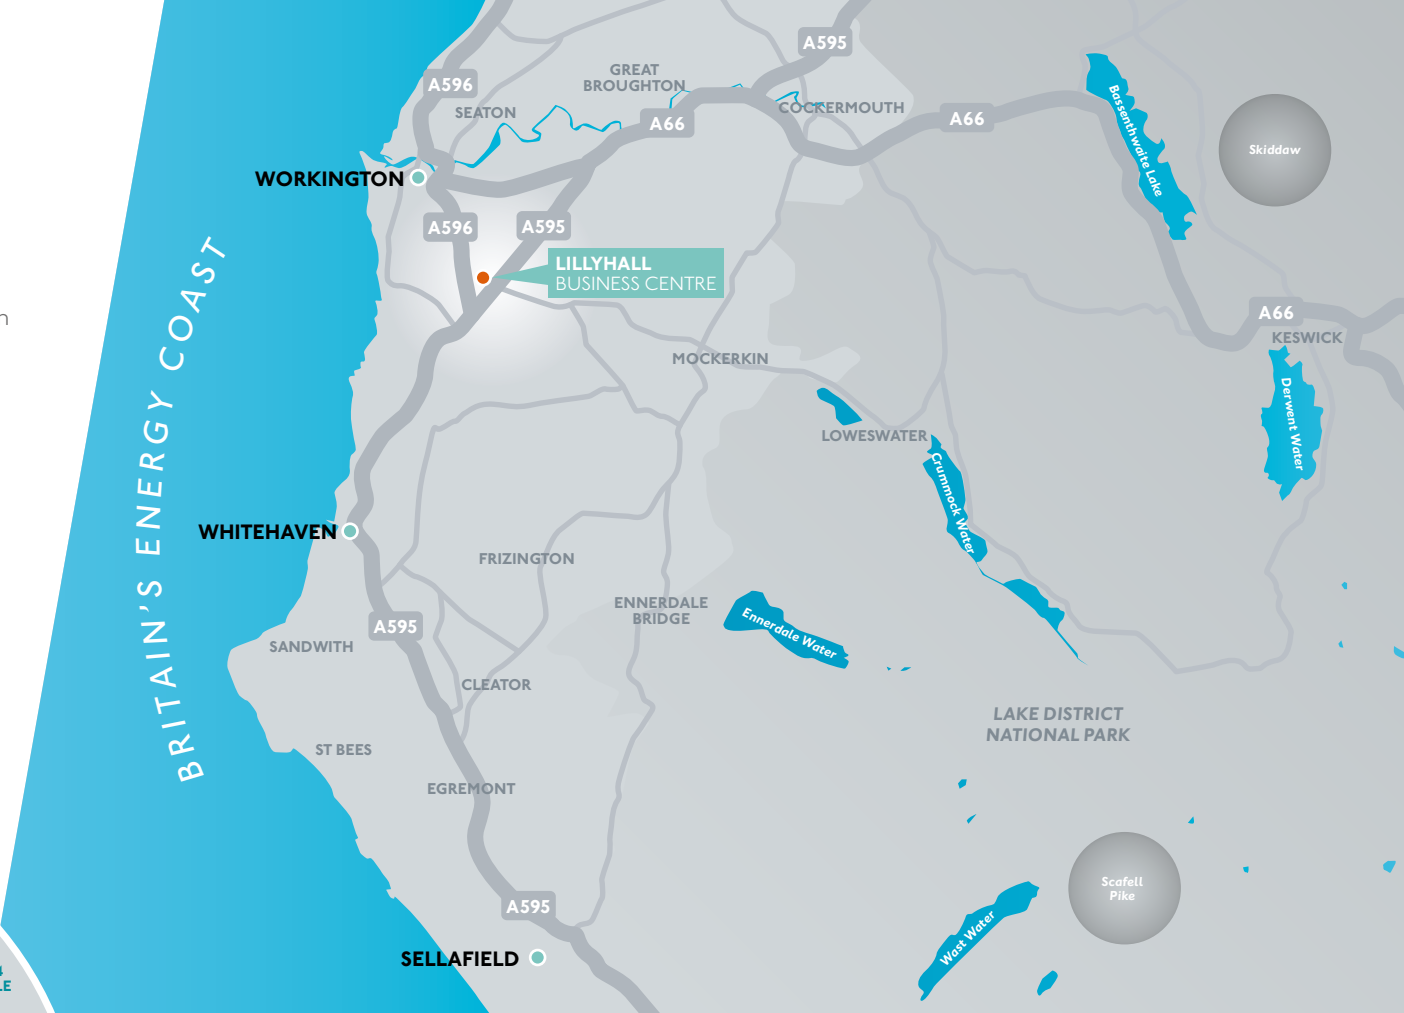 A595
A596
GREAT
BROUGHTON
SEATON
COCKERMOUTH
A66
A66
Bassenthwaite Lake
Skiddaw
WORKINGTON
A596
A595
LILLYHALL
BUSINESS CENTRE
BRITAIN'S ENERGY COAST
n
A66
KESWICK
MOCKERKIN
Derwent Water
LOWESWATER
Crummock Water
WHITEHAVEN
FRIZINGTON
ENNERDALE
BRIDGE
Ennerdale Water
A595
SANDWITH
CLEATOR
LAKE DISTRICT
NATIONAL PARK
ST BEES
EGREMONT
Scafell
Pike
A595
Wast Water
SELLAFIELD
LE